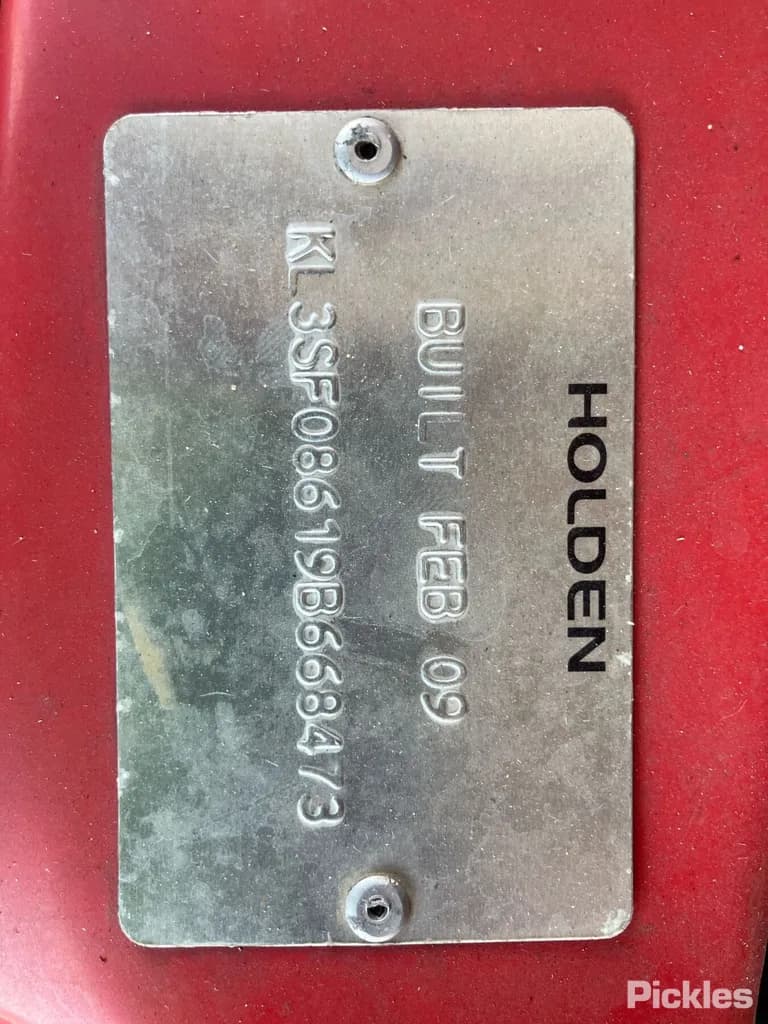 HOLDEN
BUILT FEB 09
KL3SF08619B668473
Pickles